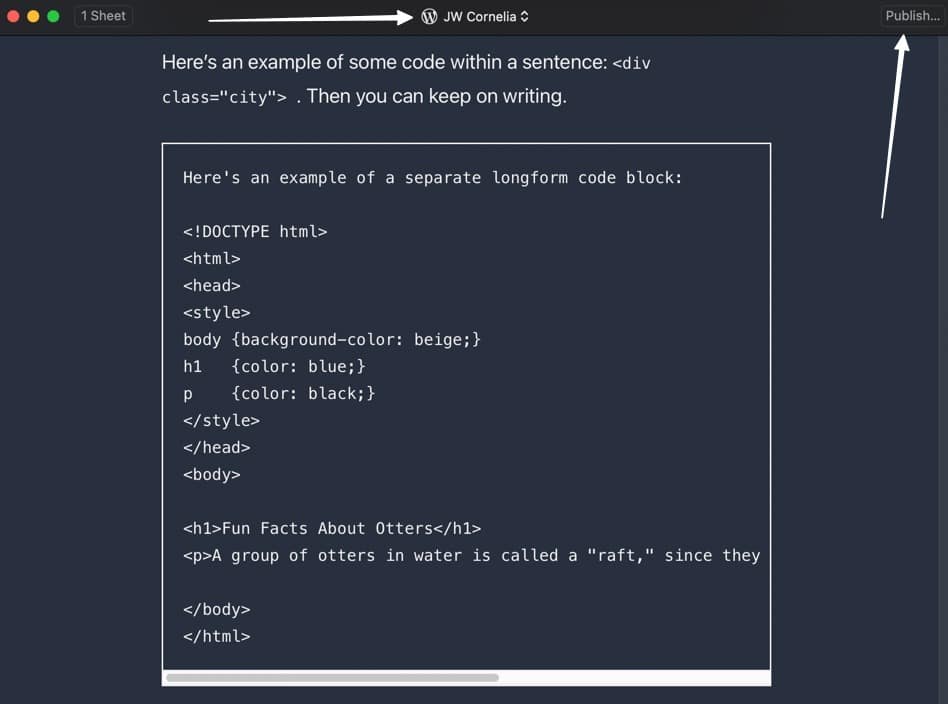 1 Sheet JW Cornelia Publish...
Here’s an example of some code within a sentence: <div
class="city"> . Then you can keep on writing.
Here's an example of a separate longform code block:
<!DOCTYPE html>
<html>
<head>
<style>
body {background-color: beige;}
h1   {color: blue;}
p    {color: black;}
</style>
</head>
<body>
<h1>Fun Facts About Otters</h1>
<p>A group of otters in water is called a "raft," since they
</body>
</html>